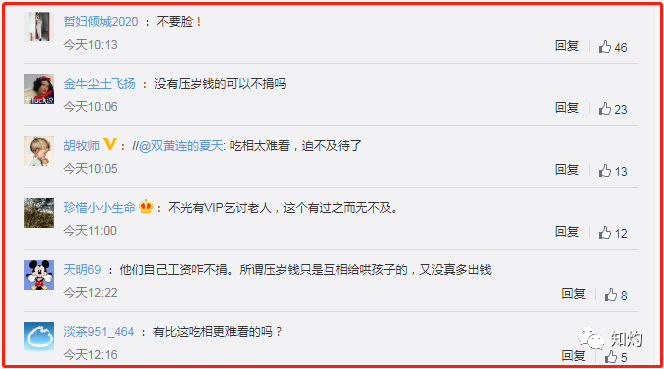 哲妇倾城2020 ：不要脸！
今天10:13
回复 46
金牛尘土飞扬 ：没有压岁钱的可以不捐吗
今天10:06
回复 23
胡牧师 ：//@双黄连的夏天: 吃相太难看，迫不及待了
今天10:05
回复 13
珍惜小小生命 ：不光有VIP乞讨老人，这个有过之而无不及。
今天11:00
回复 12
天明69 ：他们自己工资咋不捐。所谓压岁钱只是互相给哄孩子的，又没真多出钱
今天12:22
回复 8
淡茶951_464 ：有比这吃相更难看的吗？
今天12:16
回复 5
知灼